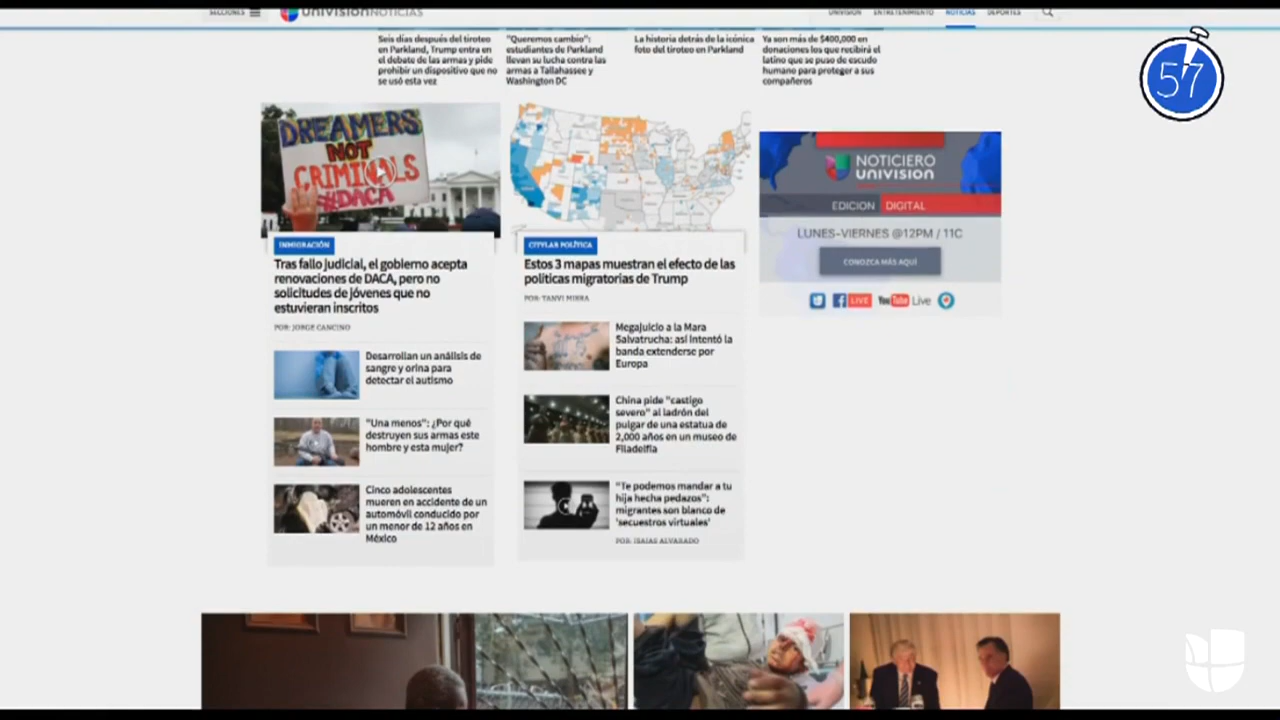 SECCIONES
UNIVISION NOTICIAS
UNIVISION
ENTRETENIMIENTO
NOTICIAS
DEPORTES
57
Seis días después del tiroteo
en Parkland, Trump entra en
el debate de las armas y pide
prohibir un dispositivo que no
se usó esta vez
"Queremos cambio":
estudiantes de Parkland
llevan su lucha contra las
armas a Tallahassee y
Washington DC
La historia detrás de la icónica
foto del tiroteo en Parkland
Ya son más de $400,000 en
donaciones los que recibirá el
latino que se puso de escudo
humano para proteger a sus
compañeros
DREAMERS
NOT
CRIMINALS
#DACA
INMIGRACIÓN
Tras fallo judicial, el gobierno acepta
renovaciones de DACA, pero no
solicitudes de jóvenes que no
estuvieran inscritos
POR: JORGE CANCINO
Desarrollan un análisis de
sangre y orina para
detectar el autismo
"Una menos": ¿Por qué
destruyen sus armas este
hombre y esta mujer?
Cinco adolescentes
mueren en accidente de un
automóvil conducido por
un menor de 12 años en
México
CITYLAB POLÍTICA
Estos 3 mapas muestran el efecto de las
políticas migratorias de Trump
POR: TANVI MISRA
Megajuicio a la Mara
Salvatrucha: así intentó la
banda extenderse por
Europa
China pide "castigo
severo" al ladrón del
pulgar de una estatua de
2,000 años en un museo de
Filadelfia
"Te podemos mandar a tu
hija hecha pedazos":
migrantes son blanco de
'secuestros virtuales'
POR: ISAIAS ALVARADO
NOTICIERO
UNIVISION
EDICION DIGITAL
LUNES-VIERNES @12PM / 11C
CONOZCA MÁS AQUÍ
LIVE
YouTube Live